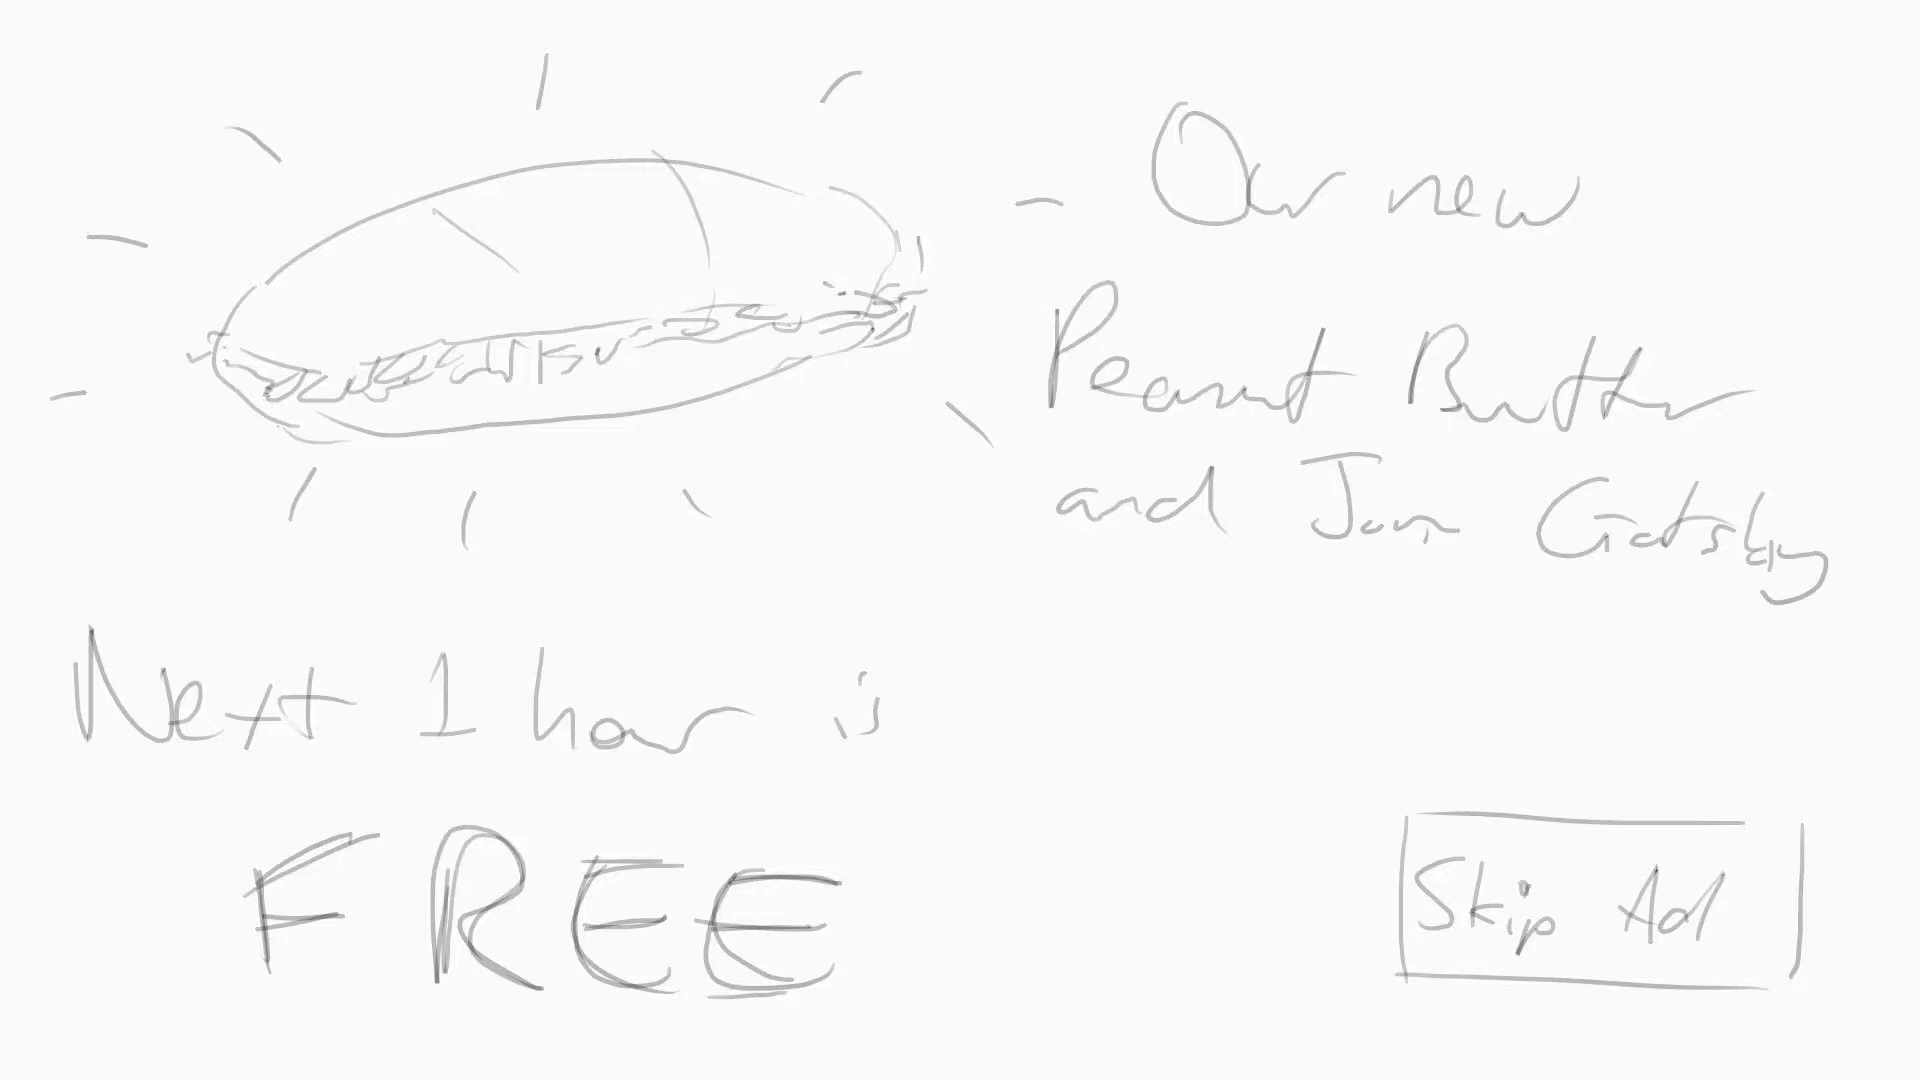 Our new
Peanut Butter
and Jam Gatsby
Next 1 hour is
FREE
Skip Ad